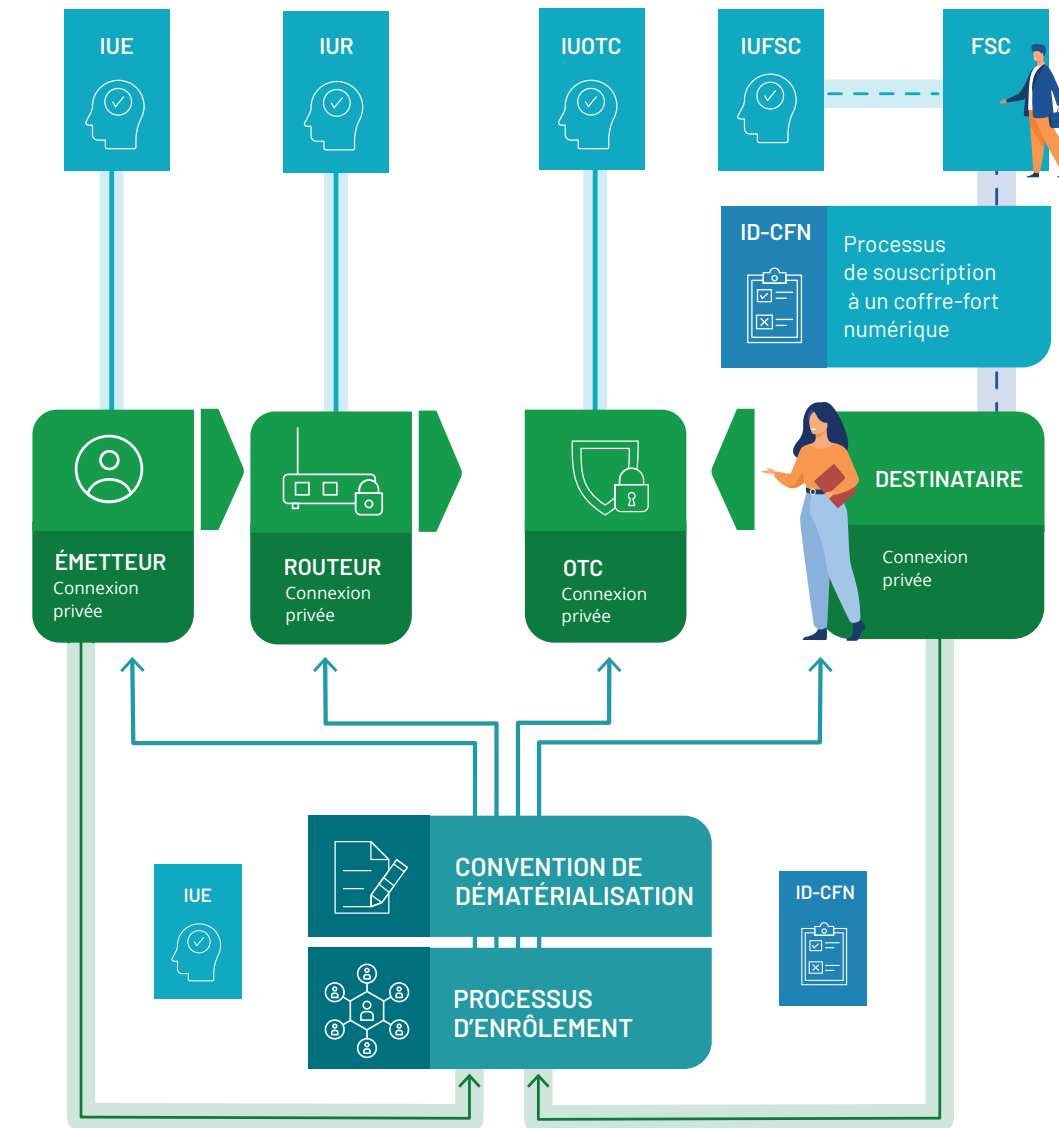 IUE
IUR
IUOTC
IUFSC
FSC
ID-CFN
Processus
de souscription
à un coffre-fort
numérique
ÉMETTEUR
Connexion
privée
ROUTEUR
Connexion
privée
OTC
Connexion
privée
DESTINATAIRE
Connexion
privée
CONVENTION DE
DÉMATÉRIALISATION
IUE
ID-CFN
PROCESSUS
D’ENRÔLEMENT